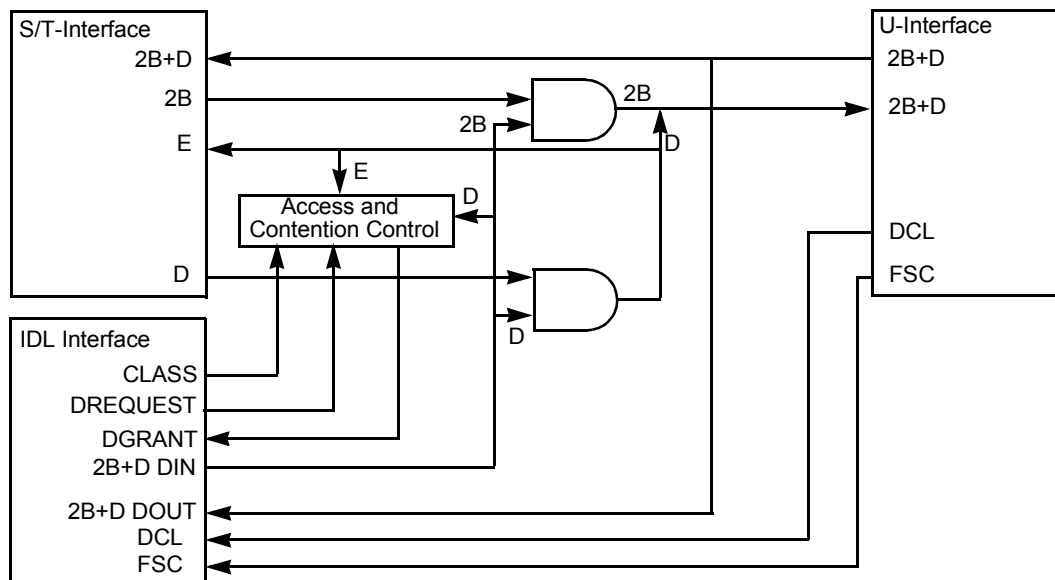 S/T-Interface
2B+D
2B
E
D
U-Interface
2B+D
2B+D
DCL
FSC
2B
2B
D
E
D
Access and
Contention Control
D
IDL Interface
CLASS
DREQUEST
DGRANT
2B+D DIN
2B+D DOUT
DCL
FSC